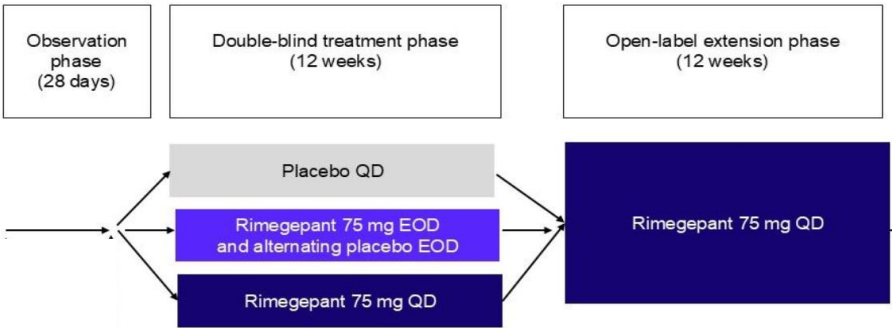 Observation
phase
(28 days)
Double-blind treatment phase
(12 weeks)
Open-label extension phase
(12 weeks)
Placebo QD
Rimegepant 75 mg EOD
and alternating placebo EOD
Rimegepant 75 mg QD
Rimegepant 75 mg QD